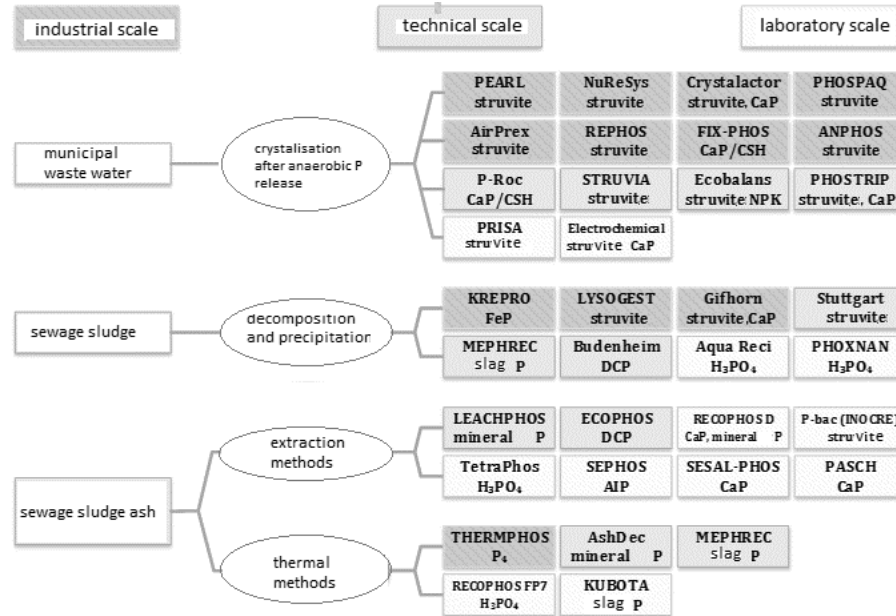 industrial scale
technical scale
laboratory scale
municipal
waste water
crystalisation
after anaerobic P
release
PEARL
struvite
NuReSys
struvite
Crystalactor
struvite, CaP
PHOSPAQ
struvite
AirPrex
struvite
REPHOS
struvite
FIX-PHOS
CaP/CSH
ANPHOS
struvite
P-Roc
CaP/CSH
STRUVIA
struvite
Ecobalans
struvite NPK
PHOSTRIP
struvite, CaP
PRISA
struvite
Electrochemical
struvite CaP
sewage sludge
decomposition
and precipitation
KREPRO
FeP
LYSOGEST
struvite
Gifhorn
struvite,CaP
Stuttgart
struvite
MEPHREC
slag P
Budenheim
DCP
Aqua Reci
H₃PO₄
PHOXNAN
H₃PO₄
sewage sludge ash
extraction
methods
LEACHPHOS
mineral P
ECOPHOS
DCP
RECOPHOS D
CaP, mineral P
P-bac (INOCRE)
struvite
TetraPhos
H₃PO₄
SEPHOS
AIP
SESAL-PHOS
CaP
PASCH
CaP
thermal
methods
THERMPHOS
P₄
AshDec
mineral P
MEPHREC
slag P
RECOPHOS FP7
H₃PO₄
KUBOTA
slag P